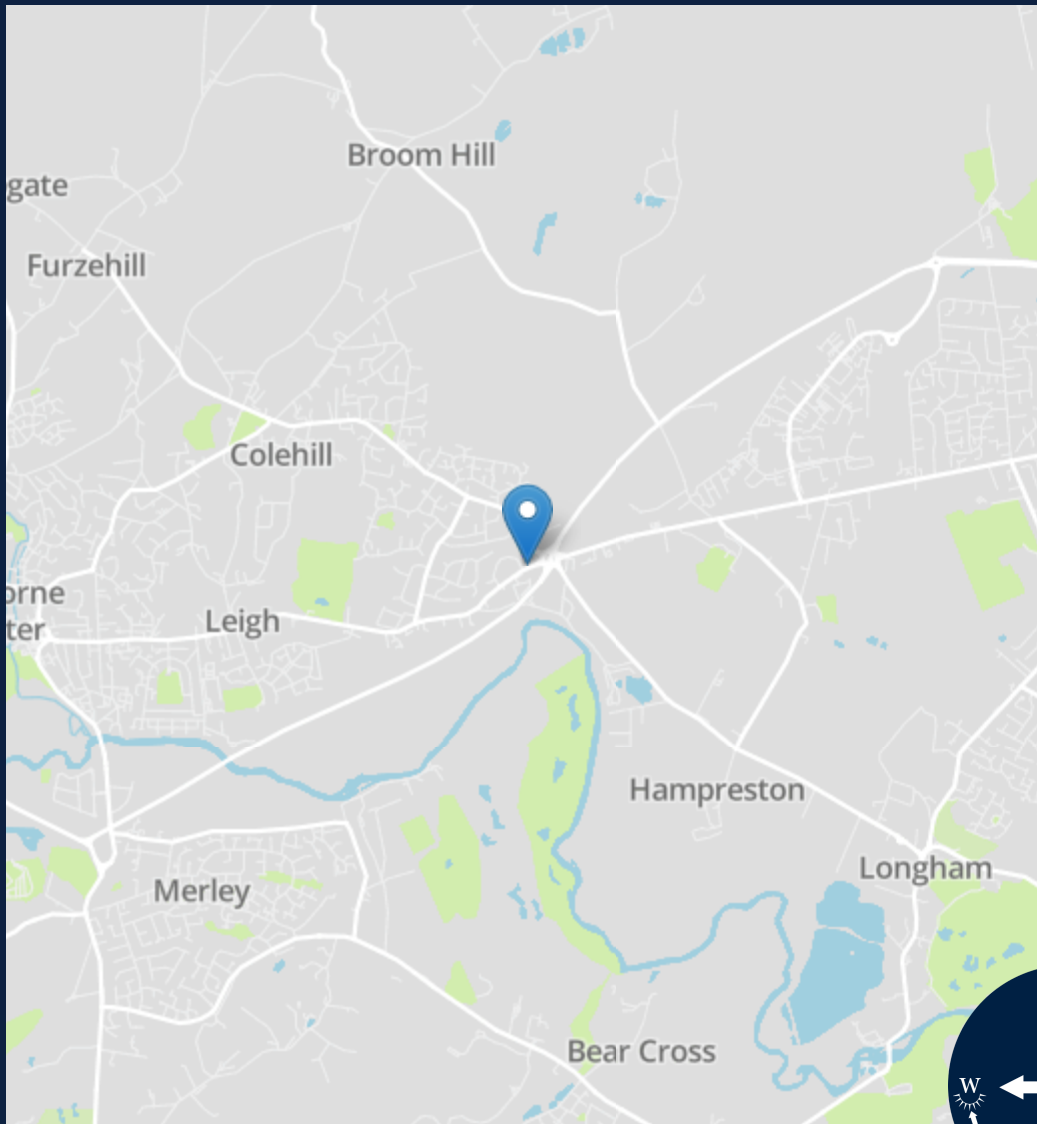 Broom Hill
gate
Furzehill
Colehill
orne
ter
Leigh
Hampreston
Longham
Merley
Bear Cross
W